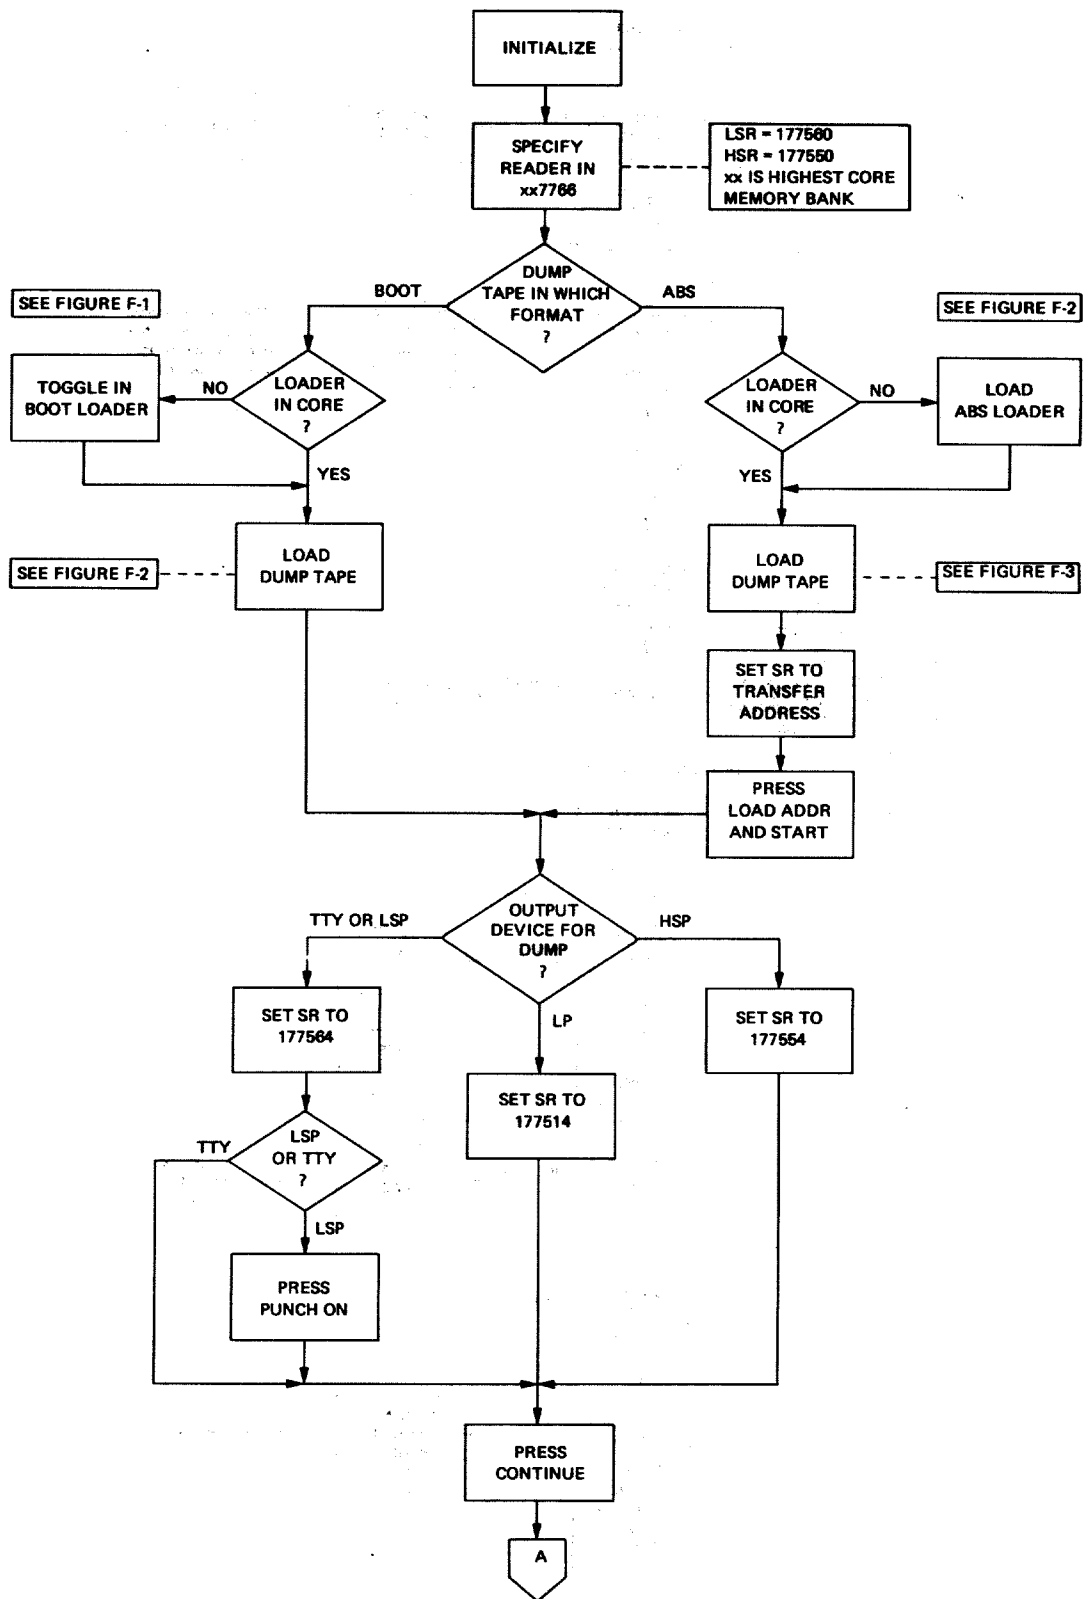 INITIALIZE
SPECIFY
READER IN
xx7766
LSR = 177560
HSR = 177550
xx IS HIGHEST CORE
MEMORY BANK
DUMP
TAPE IN WHICH
FORMAT
?
BOOT
ABS
SEE FIGURE F-1
SEE FIGURE F-2
TOGGLE IN
BOOT LOADER
NO
LOADER
IN CORE
?
LOADER
IN CORE
?
NO
LOAD
ABS LOADER
YES
YES
SEE FIGURE F-2
LOAD
DUMP TAPE
LOAD
DUMP TAPE
SEE FIGURE F-3
SET SR TO
TRANSFER
ADDRESS
PRESS
LOAD ADDR
AND START
OUTPUT
DEVICE FOR
DUMP
?
TTY OR LSP
HSP
LP
SET SR TO
177564
SET SR TO
177514
SET SR TO
177554
TTY
LSP
OR TTY
?
LSP
PRESS
PUNCH ON
PRESS
CONTINUE
A